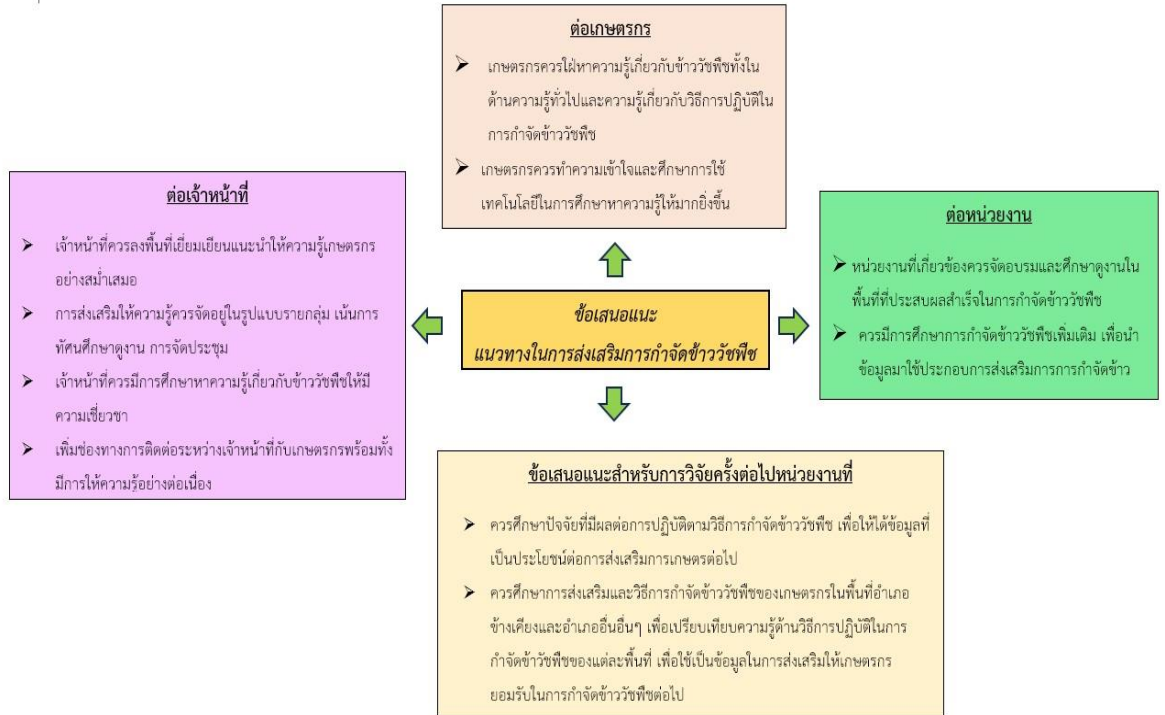 ต่อเกษตรกร
➤ เกษตรกรควรใฝ่หาความรู้เกี่ยวกับข้าววัชพืชทั้งใน
ด้านความรู้ทั่วไปและความรู้เกี่ยวกับวิธีการปฏิบัติใน
การกำจัดข้าววัชพืช
➤ เกษตรกรควรทำความเข้าใจและศึกษาการใช้
เทคโนโลยีในการศึกษาหาความรู้ให้มากยิ่งขึ้น
ต่อเจ้าหน้าที่
➤ เจ้าหน้าที่ควรลงพื้นที่เยี่ยมเยียนแนะนำให้ความรู้เกษตรกร
อย่างสม่ำเสมอ
➤ การส่งเสริมให้ความรู้ควรจัดอยู่ในรูปแบบรายกลุ่ม เน้นการ
ทัศนศึกษาดูงาน การจัดประชุม
➤ เจ้าหน้าที่ควรมีการศึกษาหาความรู้เกี่ยวกับข้าววัชพืชให้มี
ความเชี่ยวชา
➤ เพิ่มช่องทางการติดต่อระหว่างเจ้าหน้าที่กับเกษตรกรพร้อมทั้ง
มีการให้ความรู้อย่างต่อเนื่อง
ข้อเสนอแนะ
แนวทางในการส่งเสริมการกำจัดข้าววัชพืช
ต่อหน่วยงาน
➤ หน่วยงานที่เกี่ยวข้องควรจัดอบรมและศึกษาดูงานใน
พื้นที่ที่ประสบผลสำเร็จในการกำจัดข้าววัชพืช
➤ ควรมีการศึกษาการกำจัดข้าววัชพืชเพิ่มเติม เพื่อนำ
ข้อมูลมาใช้ประกอบการส่งเสริมการการกำจัดข้าว
ข้อเสนอแนะสำหรับการวิจัยครั้งต่อไปหน่วยงานที่
➤ ควรศึกษาปัจจัยที่มีผลต่อการปฏิบัติตามวิธีการกำจัดข้าววัชพืช เพื่อให้ได้ข้อมูลที่
เป็นประโยชน์ต่อการส่งเสริมการเกษตรต่อไป
➤ ควรศึกษาการส่งเสริมและวิธีการกำจัดข้าววัชพืชของเกษตรกรในพื้นที่อำเภอ
ข้างเคียงและอำเภออื่นอื่นๆ เพื่อเปรียบเทียบความรู้ด้านวิธีการปฏิบัติในการ
กำจัดข้าวัชพืชของแต่ละพื้นที่ เพื่อใช้เป็นข้อมูลในการส่งเสริมให้เกษตรกร
ยอมรับในการกำจัดข้าววัชพืชต่อไป